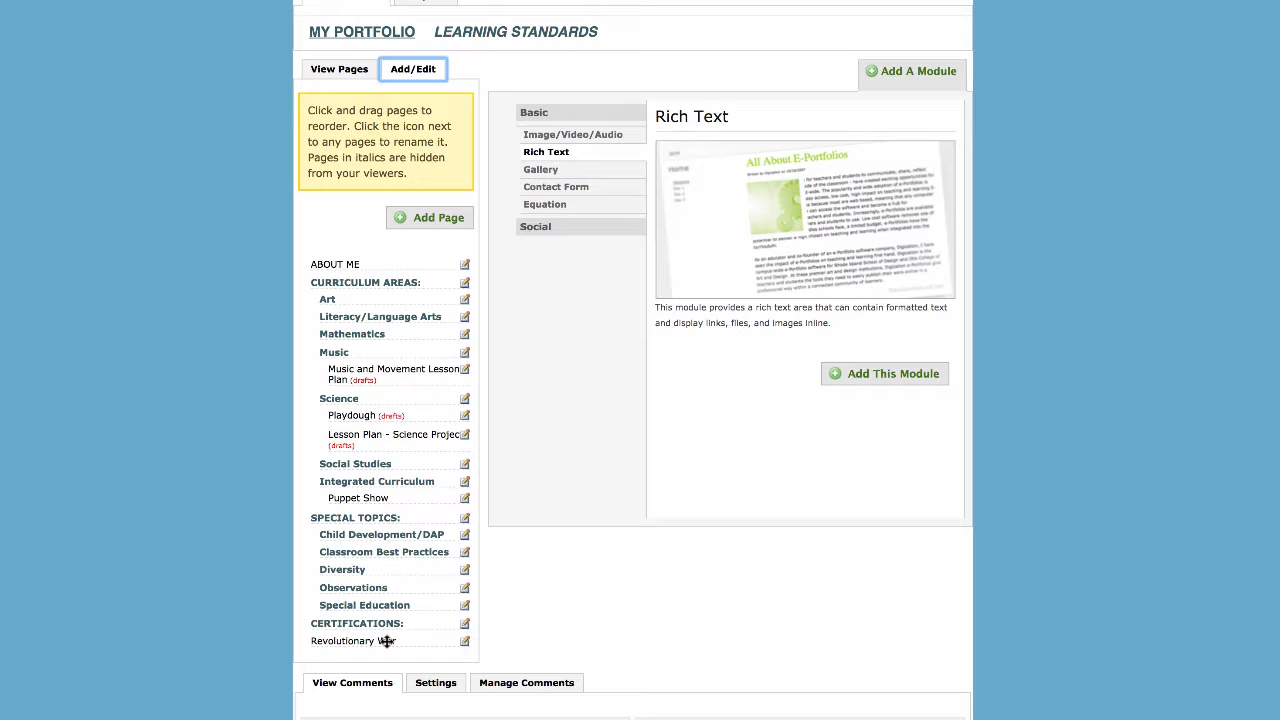 MY PORTFOLIO LEARNING STANDARDS
View Pages Add/Edit
Add A Module
Click and drag pages to
reorder. Click the icon next
to any pages to rename it.
Pages in italics are hidden
from your viewers.
Add Page
ABOUT ME
CURRICULUM AREAS:
Art
Literacy/Language Arts
Mathematics
Music
Music and Movement Lesson
Plan (drafts)
Science
Playdough (drafts)
Lesson Plan - Science Projec
(drafts)
Social Studies
Integrated Curriculum
Puppet Show
SPECIAL TOPICS:
Child Development/DAP
Classroom Best Practices
Diversity
Observations
Special Education
CERTIFICATIONS:
Revolutionary War
Basic
Image/Video/Audio
Rich Text
Gallery
Contact Form
Equation
Social
Rich Text
All About E-Portfolios
This module provides a rich text area that can contain formatted text
and display links, files, and images inline.
Add This Module
View Comments Settings Manage Comments